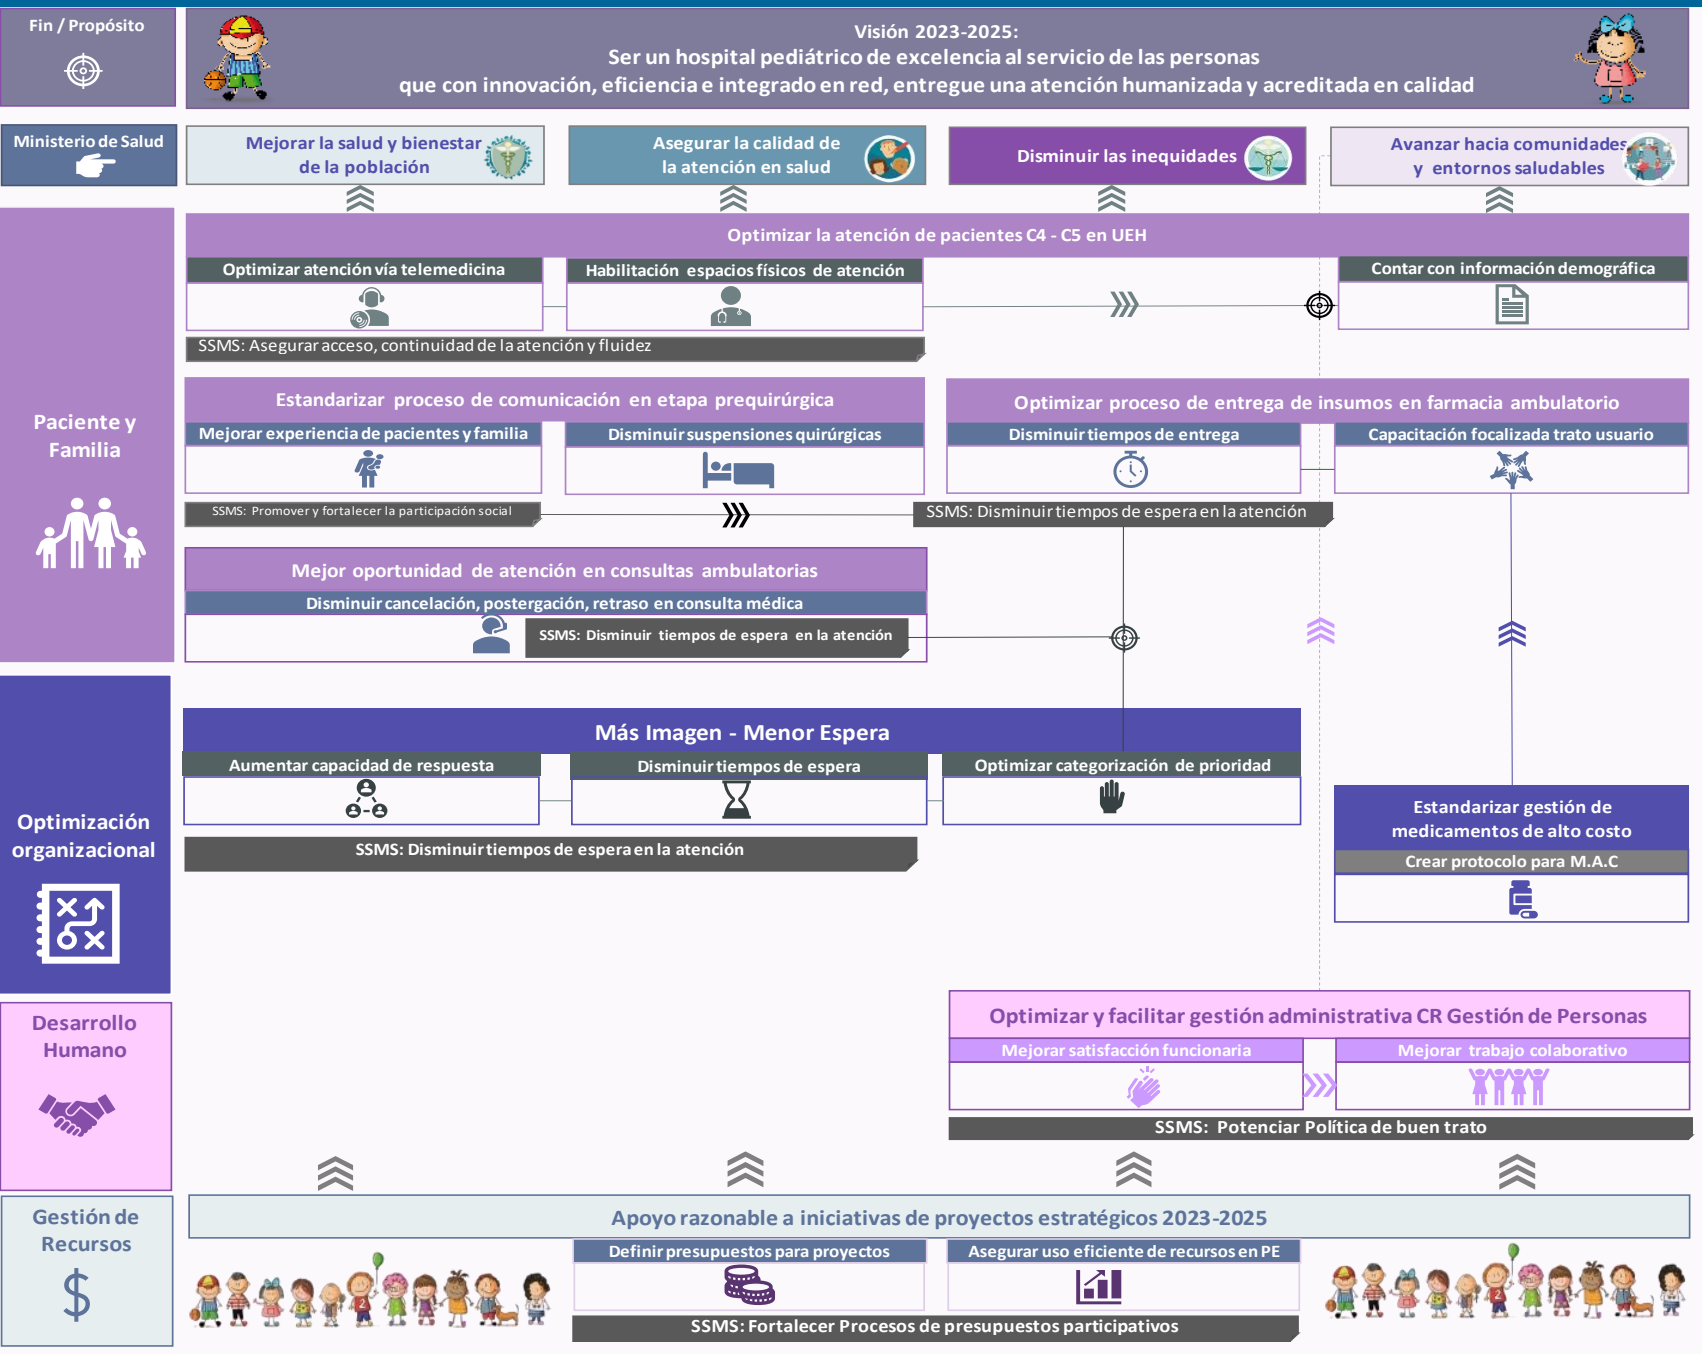 Fin / Propósito
Visión 2023-2025:
Ser un hospital pediátrico de excelencia al servicio de las personas
que con innovación, eficiencia e integrado en red, entregue una atención humanizada y acreditada en calidad
Ministerio de Salud
Mejorar la salud y bienestar
de la población
Asegurar la calidad de
la atención en salud
Disminuir las inequidades
Avanzar hacia comunidades
y entornos saludables
Paciente y
Familia
Optimizar la atención de pacientes C4 - C5 en UEH
Optimizar atención vía telemedicina
Habilitación espacios físicos de atención
Contar con información demográfica
SSMS: Asegurar acceso, continuidad de la atención y fluidez
Estandarizar proceso de comunicación en etapa prequirúrgica
Mejorar experiencia de pacientes y familia
Disminuir suspensiones quirúrgicas
Optimizar proceso de entrega de insumos en farmacia ambulatorio
Disminuir tiempos de entrega
Capacitación focalizada trato usuario
SSMS: Promover y fortalecer la participación social
SSMS: Disminuir tiempos de espera en la atención
Mejor oportunidad de atención en consultas ambulatorias
Disminuir cancelación, postergación, retraso en consulta médica
SSMS: Disminuir tiempos de espera en la atención
Optimización
organizacional
Más Imagen - Menor Espera
Aumentar capacidad de respuesta
Disminuir tiempos de espera
Optimizar categorización de prioridad
SSMS: Disminuir tiempos de espera en la atención
Estandarizar gestión de
medicamentos de alto costo
Crear protocolo para M.A.C
Desarrollo
Humano
Optimizar y facilitar gestión administrativa CR Gestión de Personas
Mejorar satisfacción funcionaria
Mejorar trabajo colaborativo
SSMS: Potenciar Política de buen trato
Gestión de
Recursos
$
Apoyo razonable a iniciativas de proyectos estratégicos 2023-2025
Definir presupuestos para proyectos
Asegurar uso eficiente de recursos en PE
SSMS: Fortalecer Procesos de presupuestos participativos